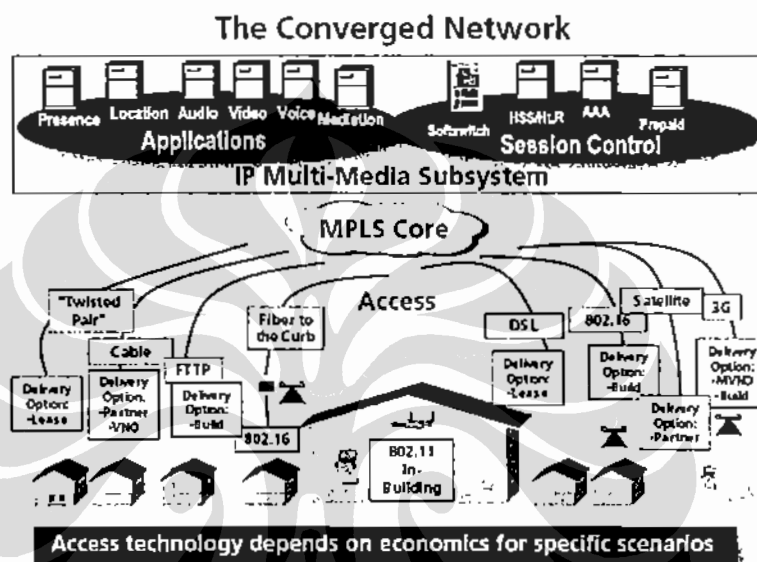 The Converged Network
Presence
Location
Audio
Video
Voice
Mediation
Applications
Softswitch
HSS/HLR
AAA
Prepaid
Session Control
IP Multi-Media Subsystem
MPLS Core
Access
"Twisted
Pair"
Delivery
Option:
-Lease
Cable
Delivery
Option:
-Partner
-VNO
FTTP
Delivery
Option:
-Build
Fiber to
the Curb
802.16
802.11
In-
Building
DSL
Delivery
Option:
-Lease
802.16
Delivery
Option:
-Build
Satellite
Delivery
Option:
-Partner
3G
Delivery
Option:
-MVNO
-Build
Access technology depends on economics for specific scenarios